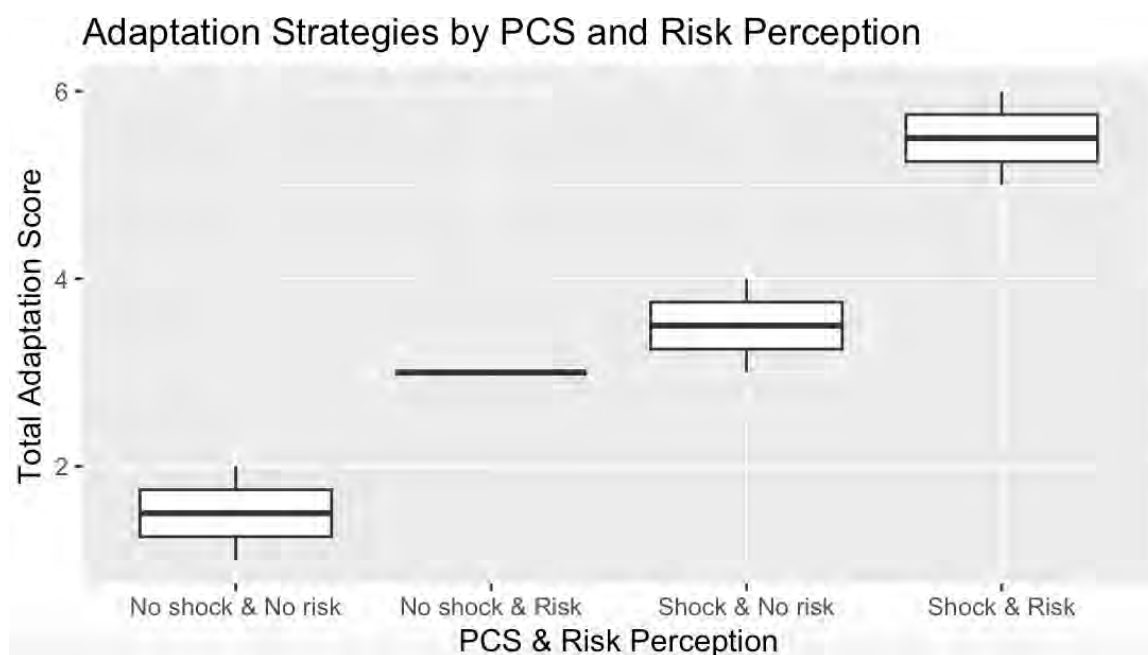 Adaptation Strategies by PCS and Risk Perception
Total Adaptation Score
6
4
2
No shock & No risk No shock & Risk Shock & No risk Shock & Risk
PCS & Risk Perception